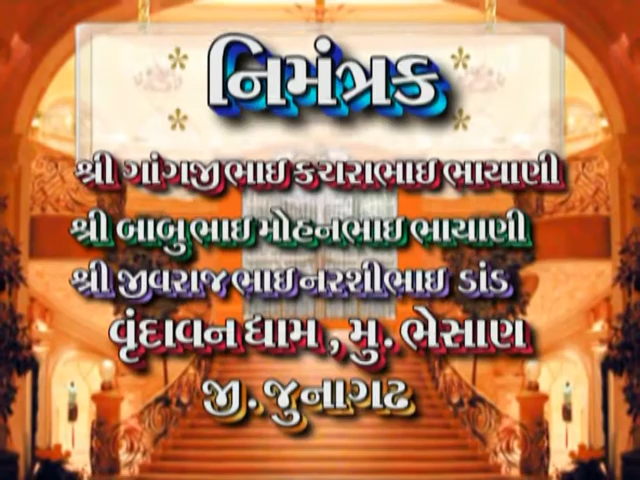 નિમંત્રક
શ્રી ગાંગજીભાઇ કચરાભાઇ ભાયાણી
શ્રી બાબુભાઇ મોહનભાઇ ભાયાણી
શ્રી જીવરાજભાઇ નરશીભાઇ ડાંડ
વૃંદાવન ધામ , મુ . ભેસાણ
જી . જુનાગઢ